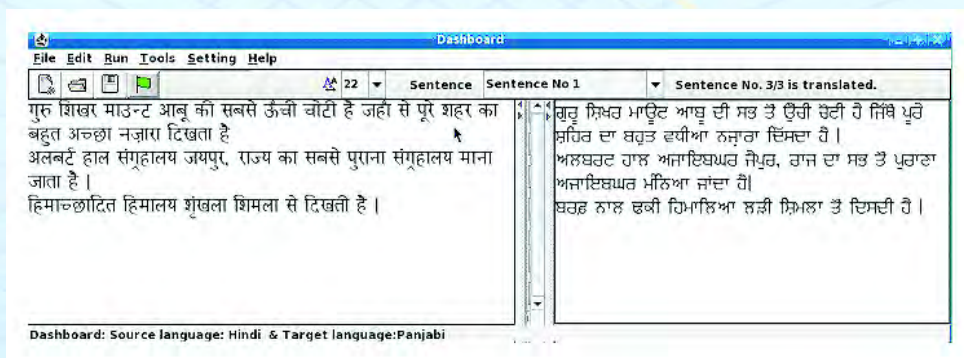 Dashboard
File Edit Run Tools Setting Help
22 Sentence Sentence No 1 Sentence No. 3/3 is translated.
गुरु शिखर माउन्ट आबू की सबसे ऊँची चोटी है जहाँ से पूरे शहर का
बहुत अच्छा नज़ारा दिखता है
अलबर्ट हाल संग्रहालय जयपुर, राज्य का सबसे पुराना संग्रहालय माना
जाता है |
हिमाच्छादित हिमालय शृंखला शिमला से दिखती है |
ਗੁਰੂ ਸ਼ਿਖਰ ਮਾਊਂਟ ਆਬੂ ਦੀ ਸਭ ਤੋਂ ਉੱਚੀ ਚੋਟੀ ਹੈ ਜਿੱਥੋਂ ਪੂਰੇ
ਸ਼ਹਿਰ ਦਾ ਬਹੁਤ ਵਧੀਆ ਨਜ਼ਾਰਾ ਦਿੱਸਦਾ ਹੈ |
ਅਲਬਰਟ ਹਾਲ ਅਜਾਇਬਘਰ ਜੈਪੁਰ, ਰਾਜ ਦਾ ਸਭ ਤੋਂ ਪੁਰਾਣਾ
ਅਜਾਇਬਘਰ ਮੰਨਿਆ ਜਾਂਦਾ ਹੈ|
ਬਰਫ਼ ਨਾਲ ਢਕੀ ਹਿਮਾਲਿਆ ਲੜੀ ਸ਼ਿਮਲਾ ਤੋਂ ਦਿਸਦੀ ਹੈ |
Dashboard: Source language: Hindi & Target language:Panjabi